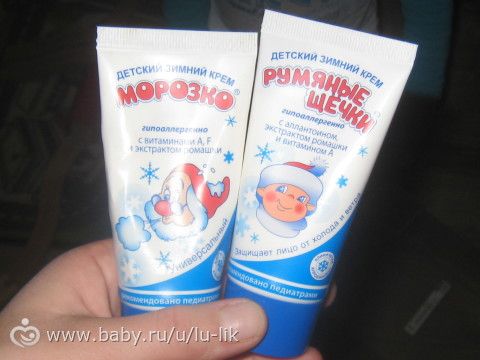 ДЕТСКИЙ ЗИМНИЙ КРЕМ
МОРОЗКО®
гипоаллергенно
с витаминами A, F
и экстрактом ромашки
Универсальный
рекомендовано педиатрами
ДЕТСКИЙ ЗИМНИЙ КРЕМ
РУМЯНЫЕ
ЩЕЧКИ
гипоаллергенно
с аллантоином,
экстрактом ромашки
и витамином A
Защищает лицо от холода и ветра
рекомендовано педиатрами
www.baby.ru/u/lu-lik